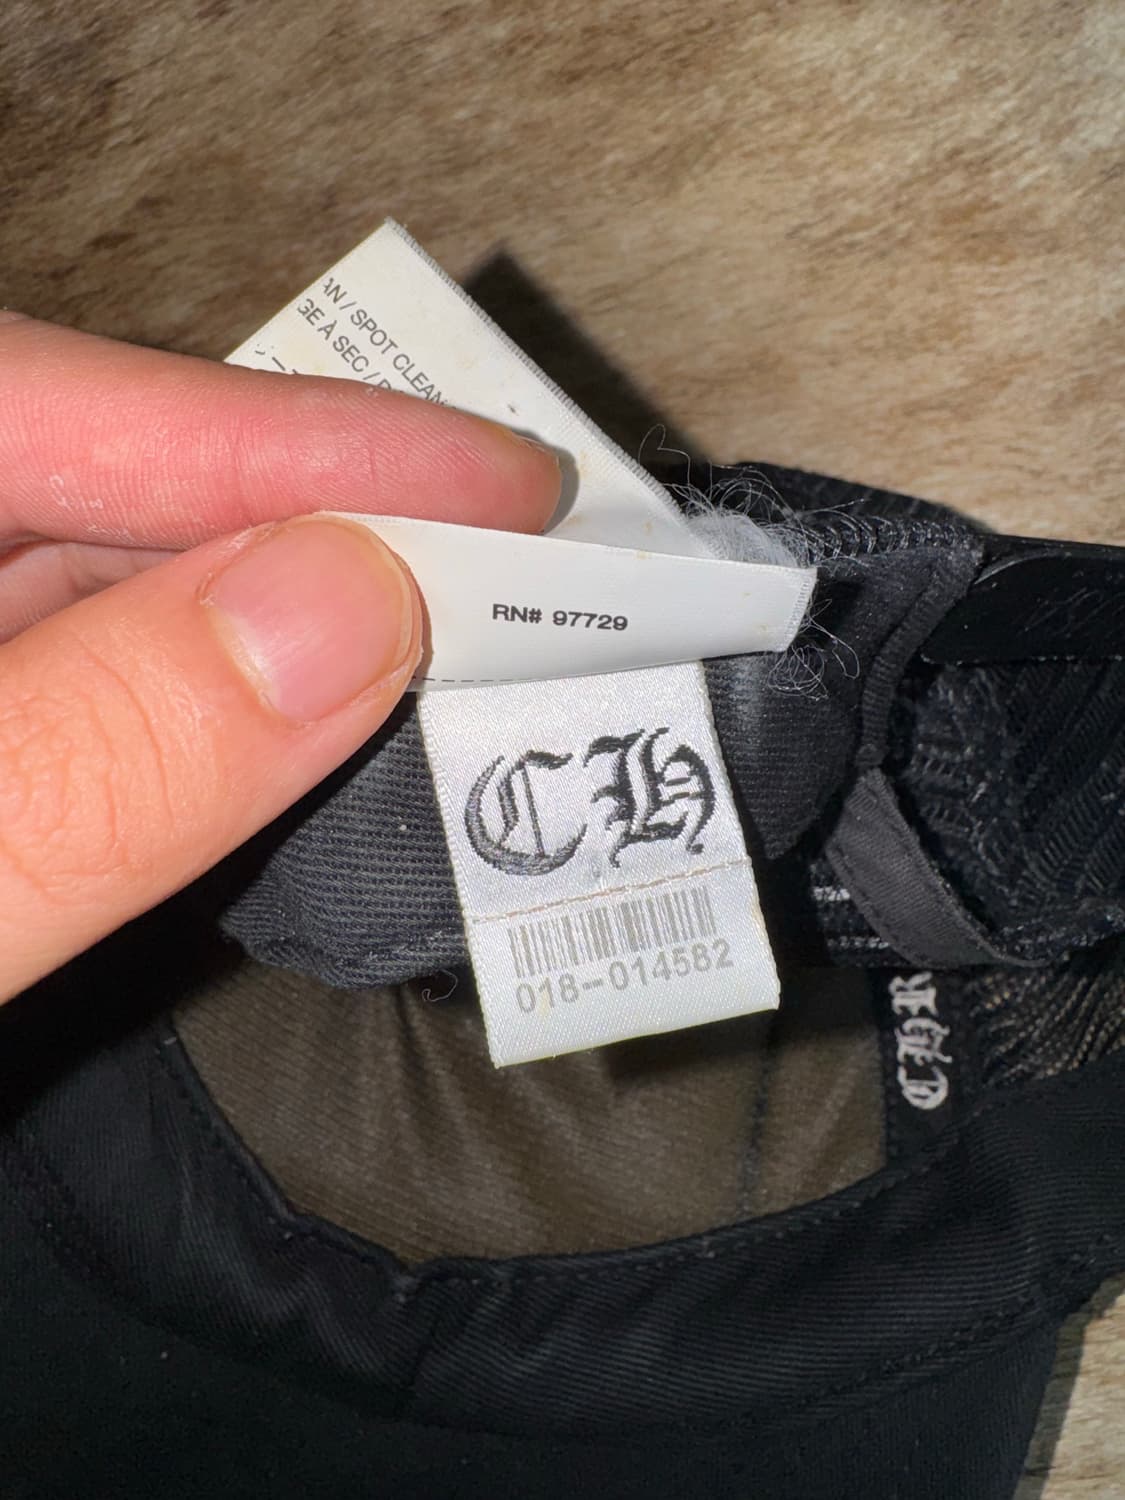 AN / SPOT CLEAN
GE À SEC /
RN# 97729
CH
018--014582
CHR